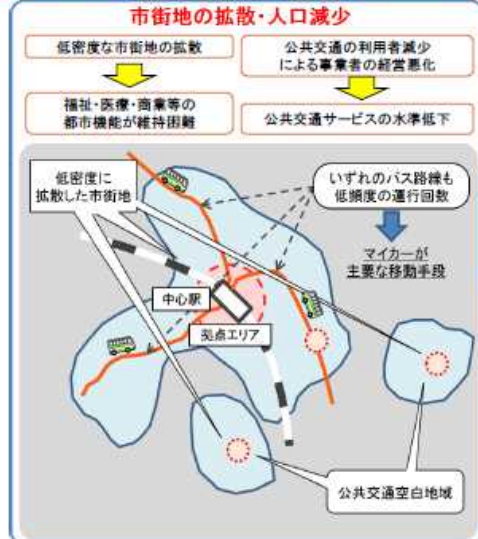 市街地の拡散・人口減少
低密度な市街地の拡散
公共交通の利用者減少
による事業者の経営悪化
福祉・医療・商業等の
都市機能が維持困難
公共交通サービスの水準低下
低密度に
拡散した市街地
いずれのバス路線も
低頻度の運行回数
マイカーが
主要な移動手段
中心駅
拠点エリア
公共交通空白地域